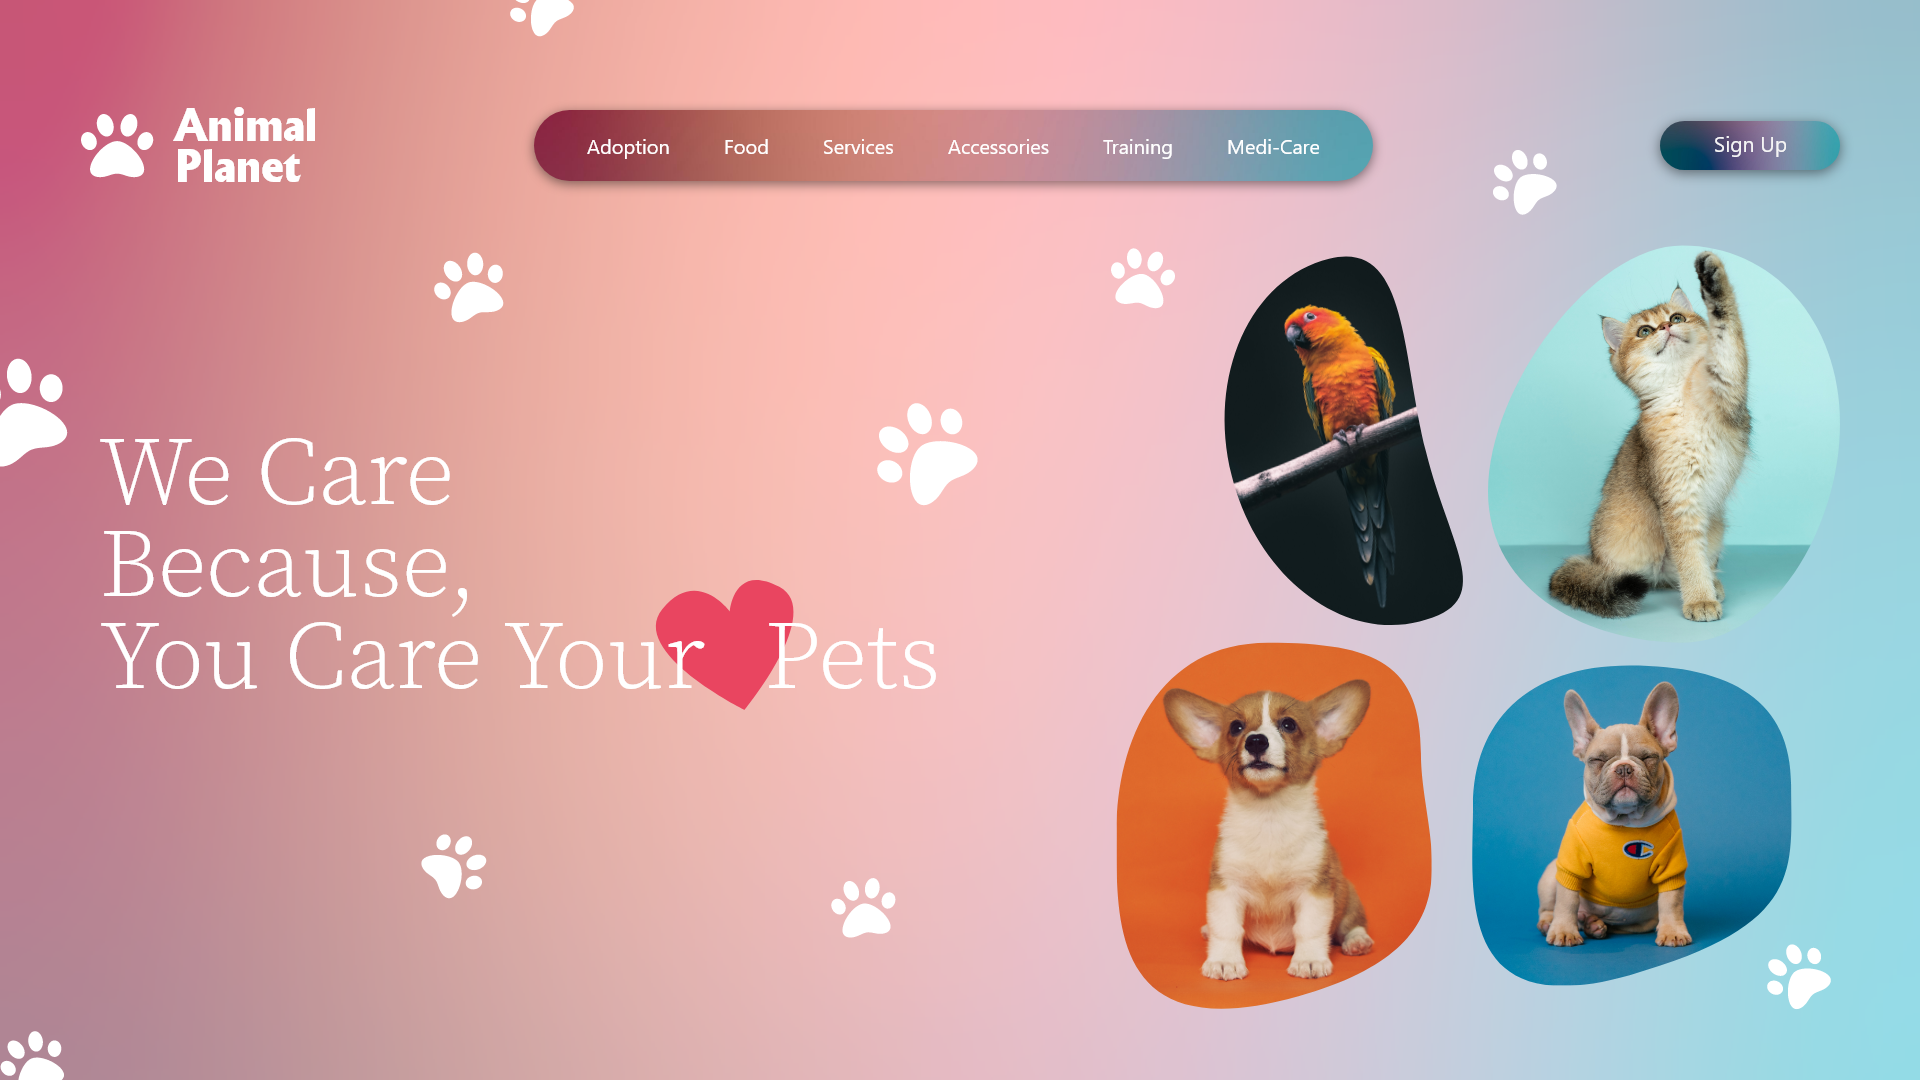 Animal
Planet
Adoption Food Services Accessories Training Medi-Care
Sign Up
We Care
Because,
You Care Your Pets